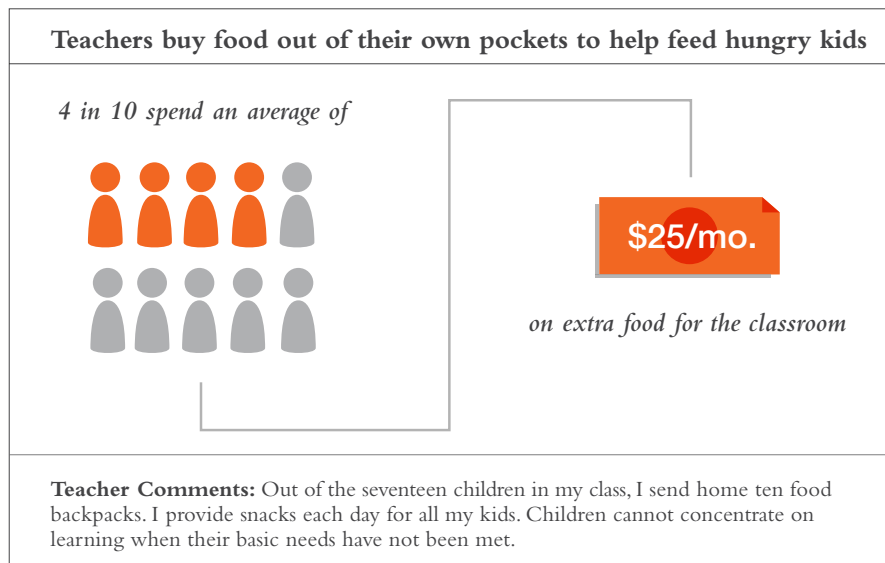 Teachers buy food out of their own pockets to help feed hungry kids
4 in 10 spend an average of
$25/mo.
on extra food for the classroom
Teacher Comments: Out of the seventeen children in my class, I send home ten food
backpacks. I provide snacks each day for all my kids. Children cannot concentrate on
learning when their basic needs have not been met.